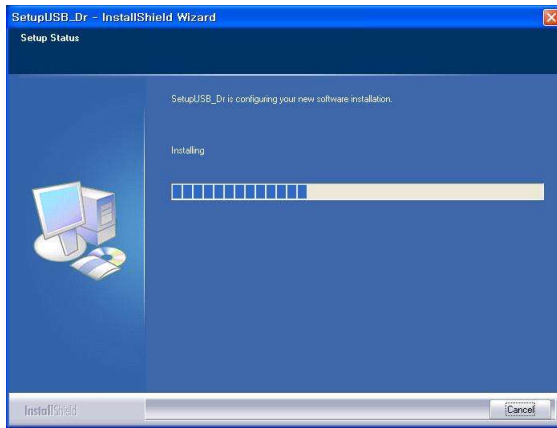 SetupUSB_Dr - InstallShield Wizard
Setup Status
SetupUSB_Dr is configuring your new software installation.
Installing
InstallShield
Cancel